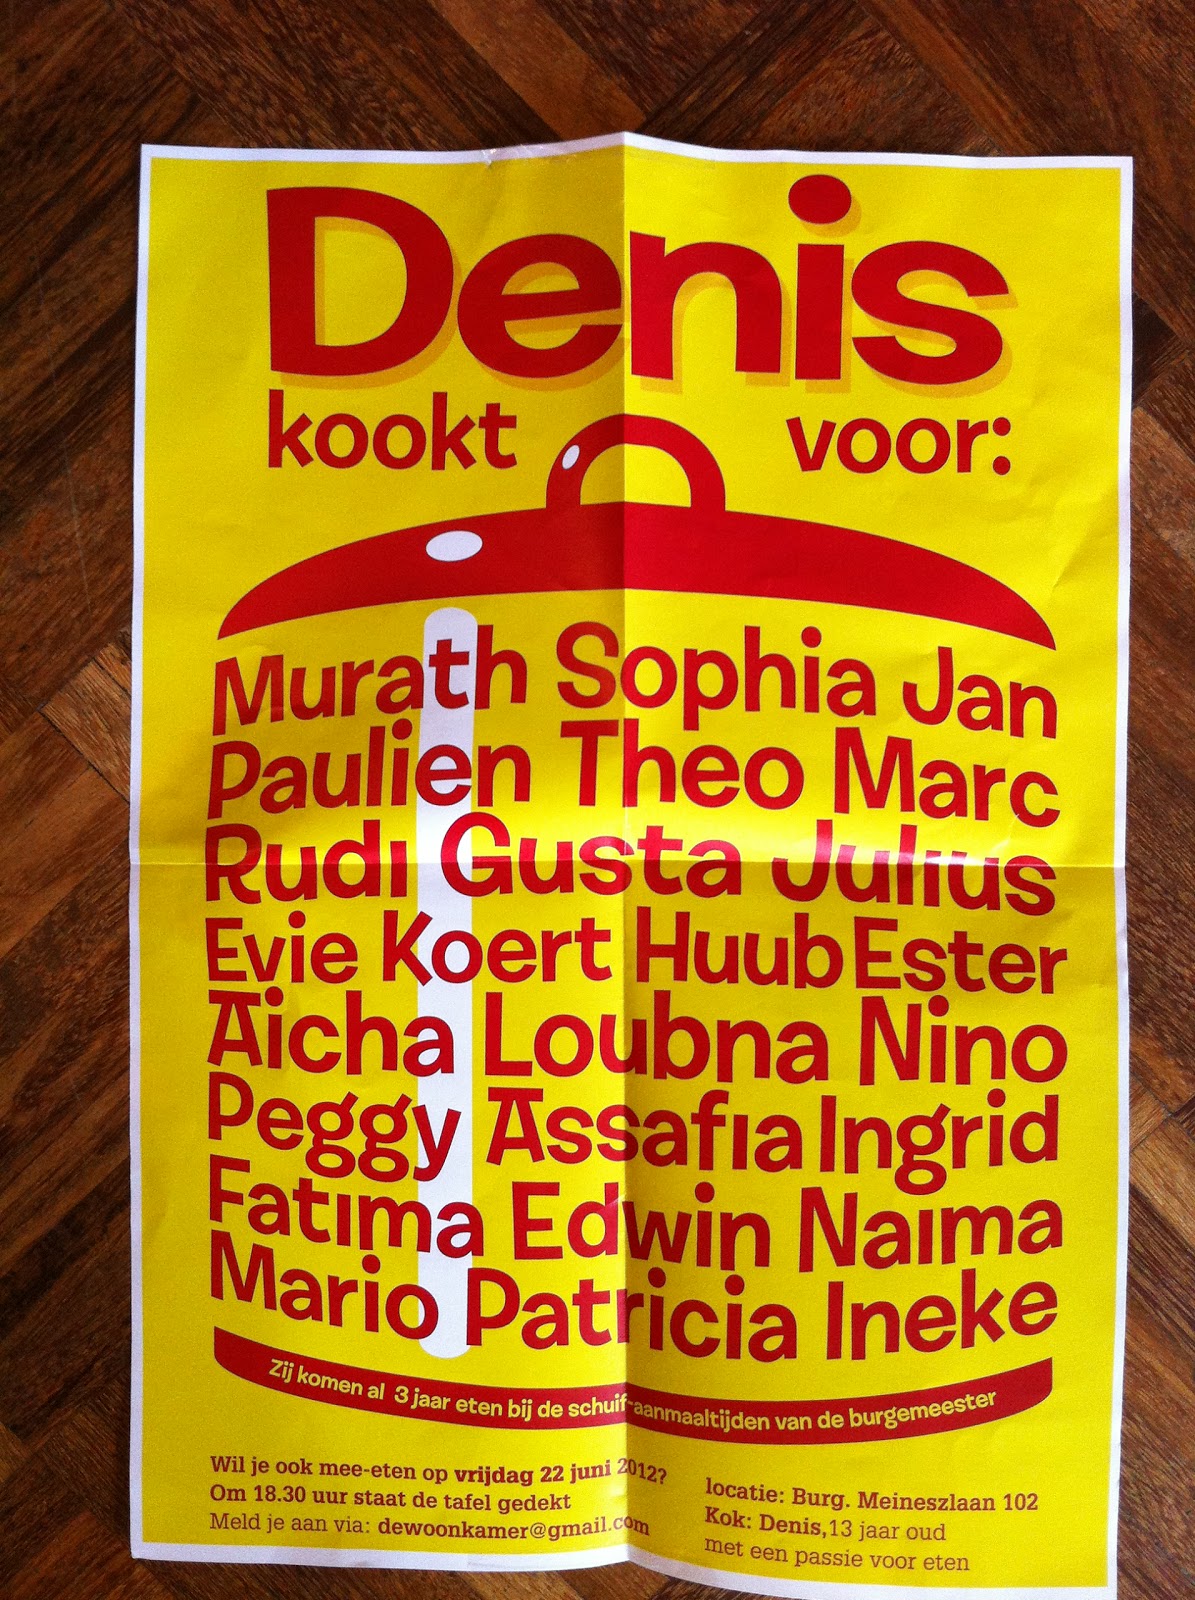 Denis
kookt voor:
Murath Sophia Jan
Paulien Theo Marc
Rudi Gusta Julius
Evie Koert Huub Ester
Aicha Loubna Nino
Peggy Assafia Ingrid
Fatima Edwin Naima
Mario Patricia Ineke
Zij komen al 3 jaar eten bij de schuif-aanmaaltijden van de burgemeester
Wil je ook mee-eten op vrijdag 22 juni 2012?
Om 18.30 uur staat de tafel gedekt
Meld je aan via: dewoonkamer@gmail.com
locatie: Burg. Meineszlaan 102
Kok: Denis,13 jaar oud
met een passie voor eten